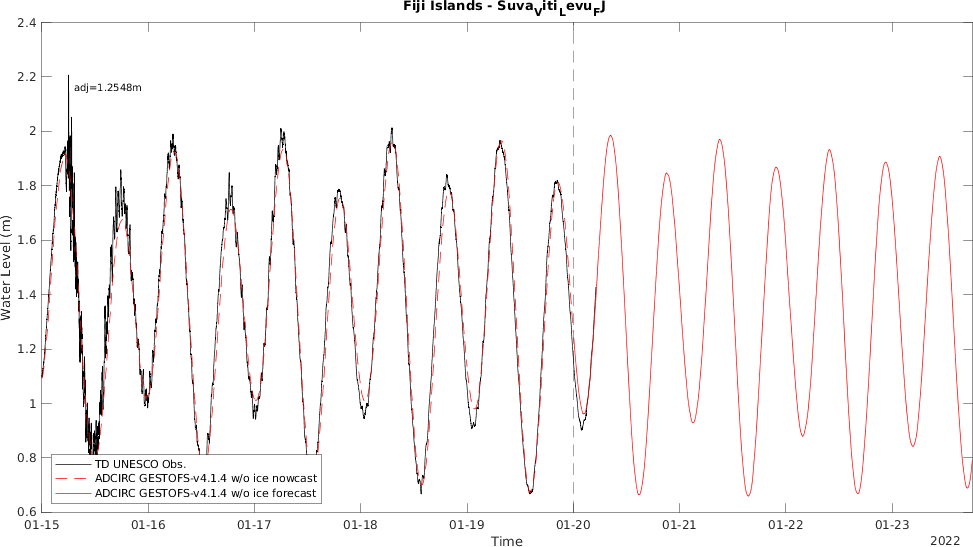 Fiji Islands - SuvaVitiLevuFJ
2.4
2.2
adj=1.2548m
2
1.8
1.6
Water Level (m)
1.4
1.2
1
0.8
TD UNESCO Obs.
ADCIRC GESTOFS-v4.1.4 w/o ice nowcast
ADCIRC GESTOFS-v4.1.4 w/o ice forecast
0.6
01-15 01-16 01-17 01-18 01-19 01-20 01-21 01-22 01-23
Time
2022